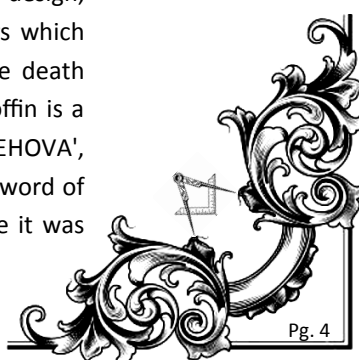 design,
s which
e death
offin is a
EHOVA',
word of
e it was
Pg. 4